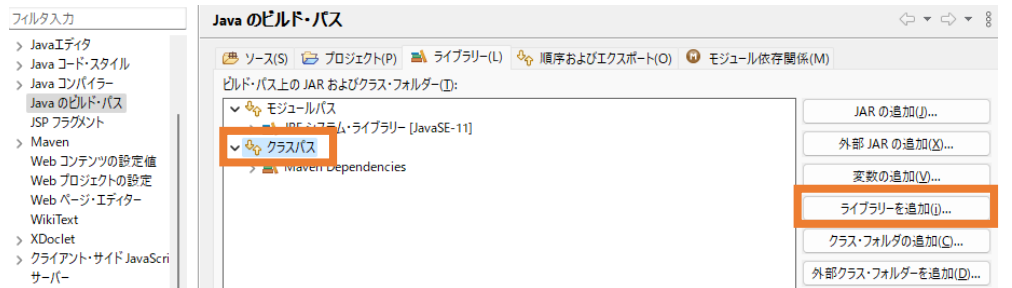 フィルタ入力
Javaエディタ
Java コード・スタイル
Java コンパイラー
Java のビルド・パス
JSP フラグメント
Maven
Web コンテンツの設定値
Web プロジェクトの設定
Web ページ・エディター
WikiText
XDoclet
クライアント・サイド JavaScri
サーバー
Java のビルド・パス
ソース(S) プロジェクト(P) ライブラリー(L) 順序およびエクスポート(O) モジュール依存関係(M)
ビルド・パス上の JAR およびクラス・フォルダー(T):
モジュールパス
JRE システム・ライブラリー [JavaSE-11]
クラスパス
Maven Dependencies
JAR の追加(J)...
外部 JAR の追加(X)...
変数の追加(V)...
ライブラリーを追加(i)...
クラス・フォルダの追加(C)...
外部クラス・フォルダーを追加(D)...